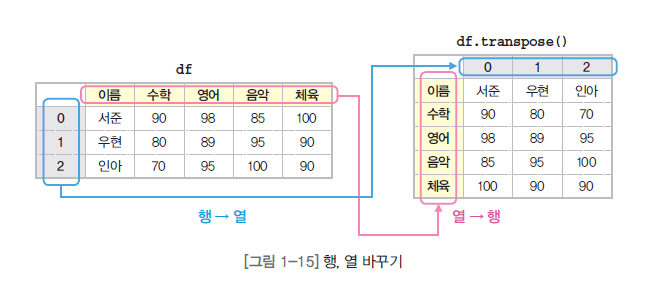 df
이름 수학 영어 음악 체육
0 서준 90 98 85 100
1 우현 80 89 95 90
2 인아 70 95 100 90
df.transpose()
0 1 2
이름 서준 우현 인아
수학 90 80 70
영어 98 89 95
음악 85 95 100
체육 100 90 90
행 → 열
열 → 행
[그림 1-15] 행, 열 바꾸기